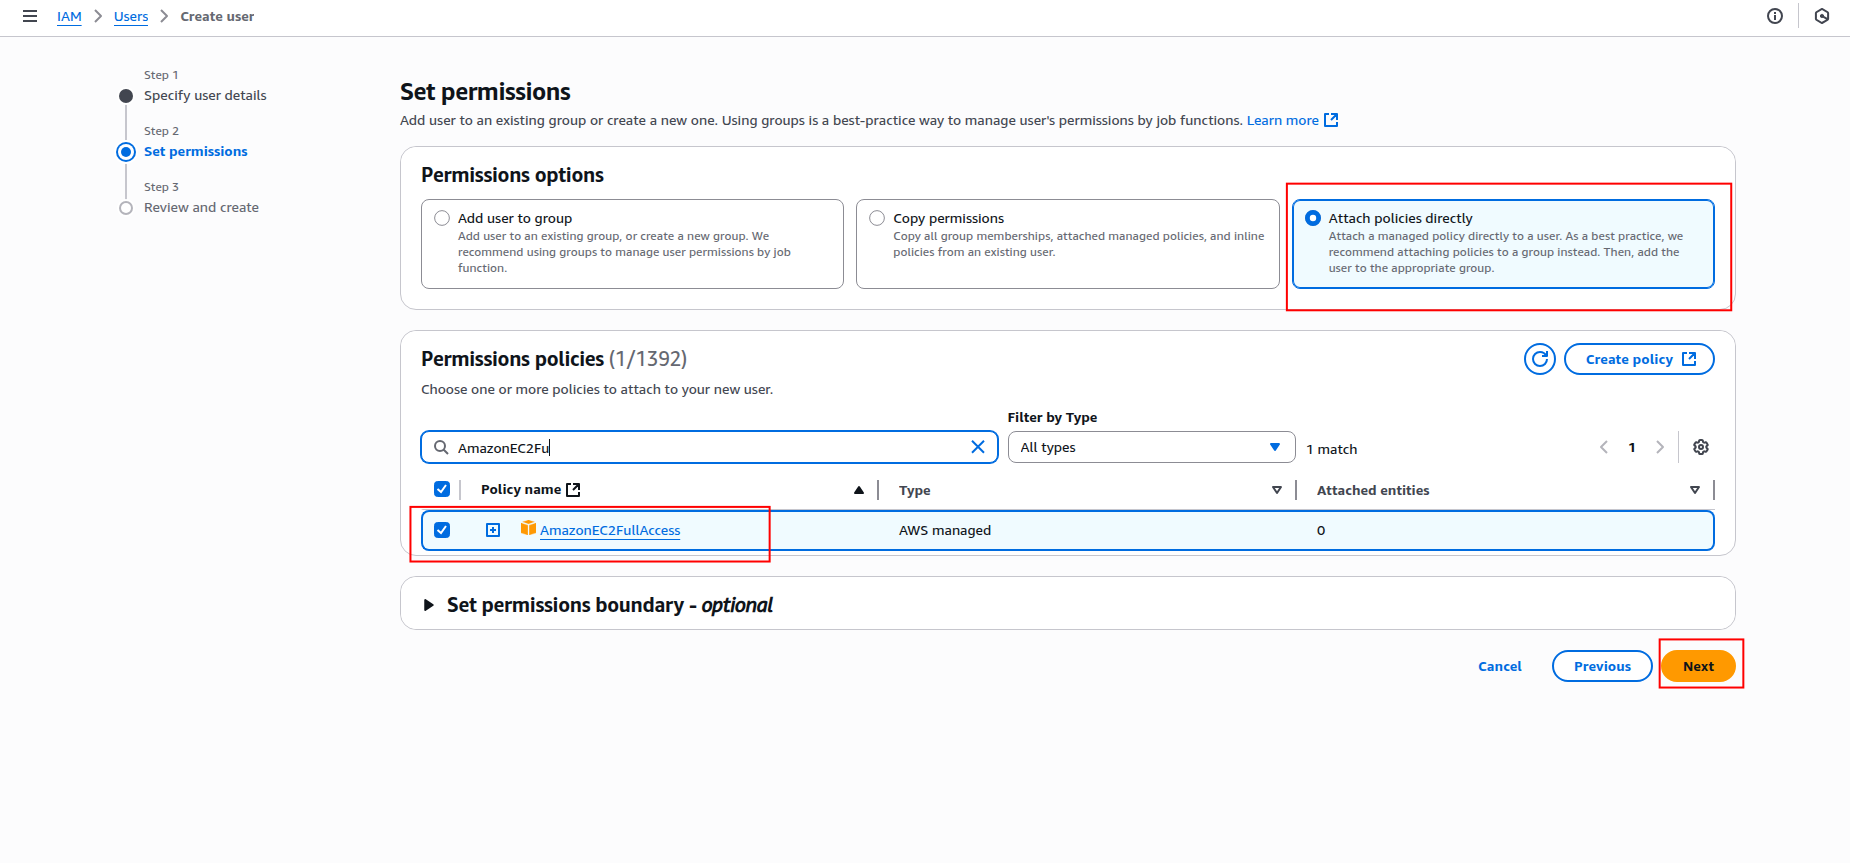 IAM > Users > Create user
Step 1
Specify user details
Step 2
Set permissions
Step 3
Review and create
Set permissions
Add user to an existing group or create a new one. Using groups is a best-practice way to manage user's permissions by job functions. Learn more
Permissions options
Add user to group
Add user to an existing group, or create a new group. We
recommend using groups to manage user permissions by job
function.
Copy permissions
Copy all group memberships, attached managed policies, and inline
policies from an existing user.
Attach policies directly
Attach a managed policy directly to a user. As a best practice, we
recommend attaching policies to a group instead. Then, add the
user to the appropriate group.
Permissions policies (1/1392)
Create policy
Choose one or more policies to attach to your new user.
Filter by Type
AmazonEC2Fu
All types
1 match
1
Policy name
Type
Attached entities
AmazonEC2FullAccess
AWS managed
0
Set permissions boundary - optional
Cancel
Previous
Next